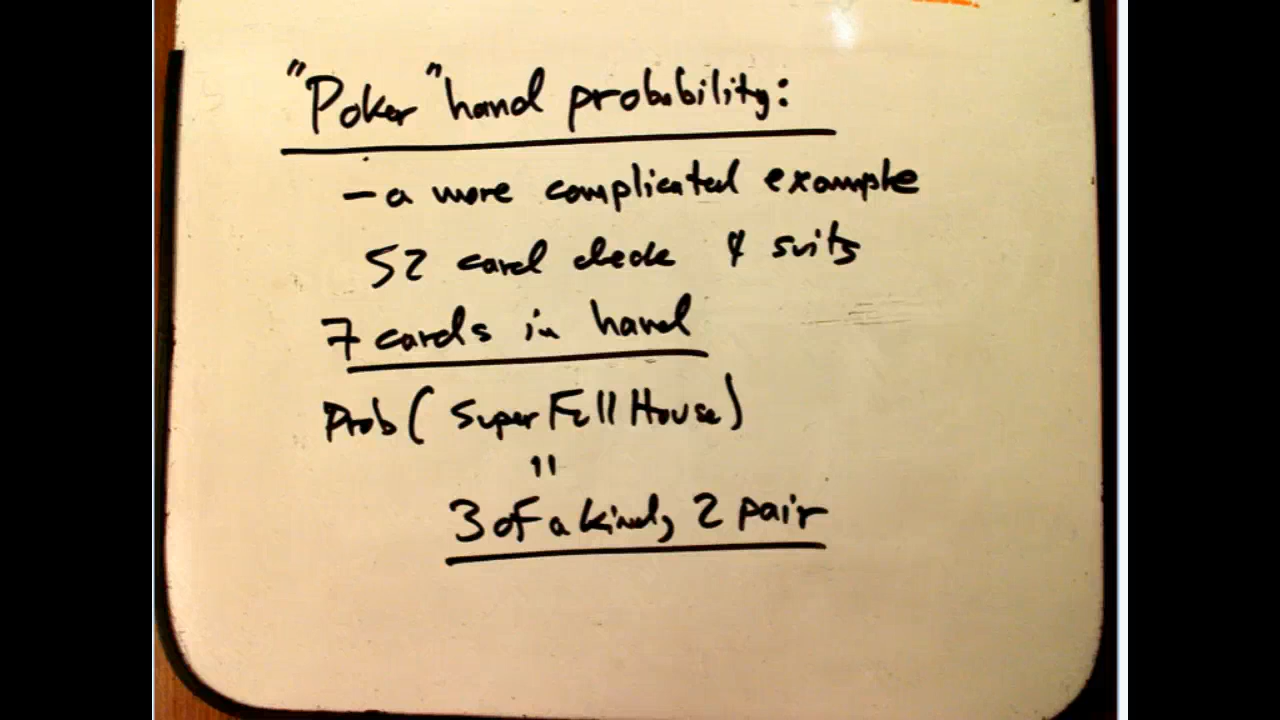 "Poker" hand probability:
- a more complicated example
52 card deck 4 suits
7 cards in hand
Prob( Super Full House)
=
3 of a kind, 2 pair